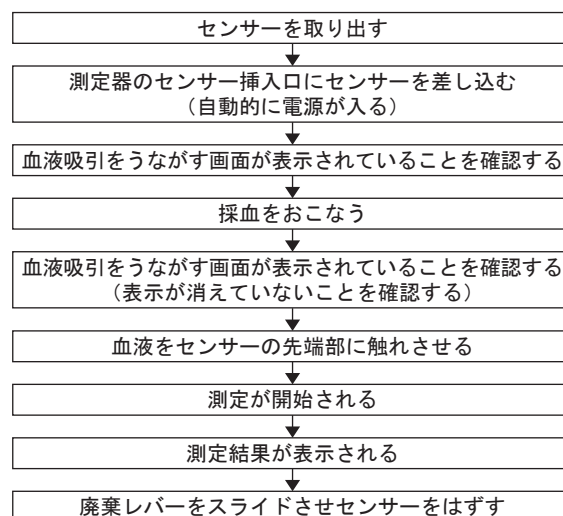 センサーを取り出す
測定器のセンサー挿入口にセンサーを差し込む
（自動的に電源が入る）
血液吸引をうながす画面が表示されていることを確認する
採血をおこなう
血液吸引をうながす画面が表示されていることを確認する
（表示が消えていないことを確認する）
血液をセンサーの先端部に触れさせる
測定が開始される
測定結果が表示される
廃棄レバーをスライドさせセンサーをはずす